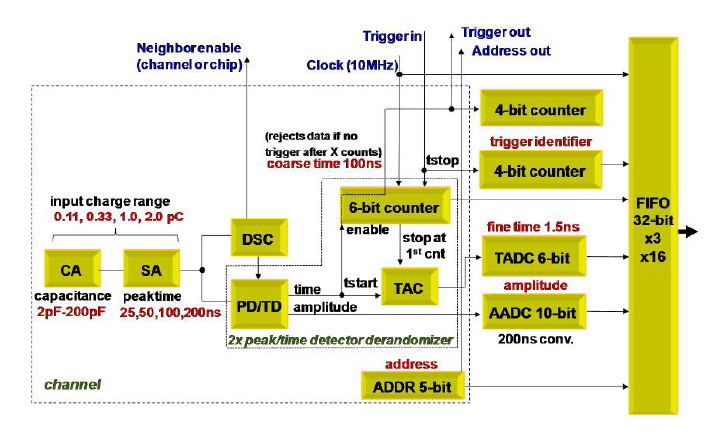 Trigger in
Trigger out
Address out
Neighbor enable
(channel or chip)
Clock (10MHz)
4-bit counter
(rejects data if no
trigger after X counts)
coarse time 100ns
trigger identifier
tstop
4-bit counter
input charge range
0.11, 0.33, 1.0, 2.0 pC
6-bit counter
FIFO
32-bit
x3
x16
enable
DSC
stop at
1st cnt
fine time 1.5ns
TADC 6-bit
CA
SA
time
tstart
TAC
PD/TD
amplitude
amplitude
capacitance
2pF-200pF
peaktime
25,50,100,200ns
AADC 10-bit
200ns conv.
2x peak/time detector derandomizer
address
channel
ADDR 5-bit